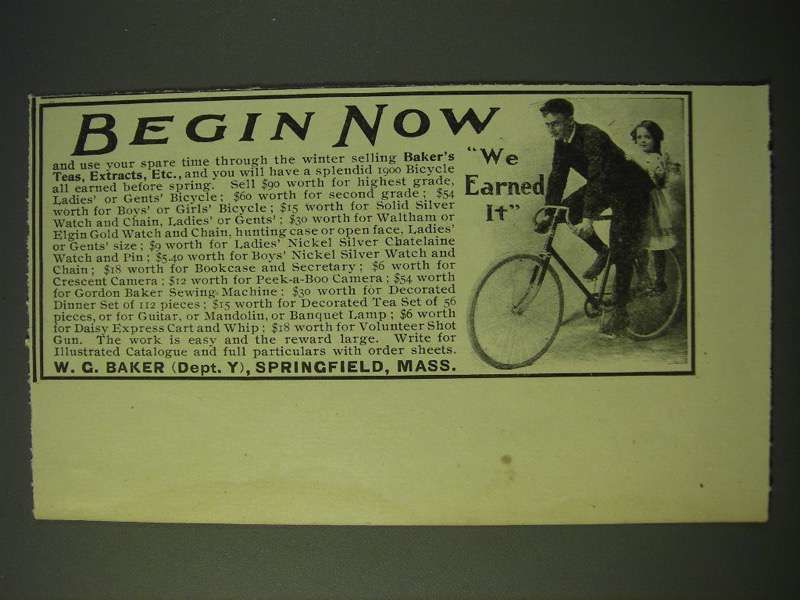 BEGIN NOW
and use your spare time through the winter selling Baker's
Teas, Extracts, Etc., and you will have a splendid 1900 Bicycle
all earned before spring. Sell $90 worth for highest grade,
Ladies' or Gents' Bicycle; $60 worth for second grade; $54
worth for Boys' or Girls' Bicycle; $15 worth for Solid Silver
Watch and Chain, Ladies' or Gents'; $30 worth for Waltham or
Elgin Gold Watch and Chain, hunting case or open face, Ladies'
or Gents' size; $9 worth for Ladies' Nickel Silver Chatelaine
Watch and Pin; $5.40 worth for Boys' Nickel Silver Watch and
Chain; $18 worth for Bookcase and Secretary; $6 worth for
Crescent Camera; $12 worth for Peek-a-Boo Camera; $54 worth
for Gordon Baker Sewing Machine; $30 worth for Decorated
Dinner Set of 112 pieces; $15 worth for Decorated Tea Set of 56
pieces, or for Guitar, or Mandolin, or Banquet Lamp; $6 worth
for Daisy Express Cart and Whip; $18 worth for Volunteer Shot
Gun. The work is easy and the reward large. Write for
Illustrated Catalogue and full particulars with order sheets.
W. G. BAKER (Dept. Y), SPRINGFIELD, MASS.
"We
Earned
It"